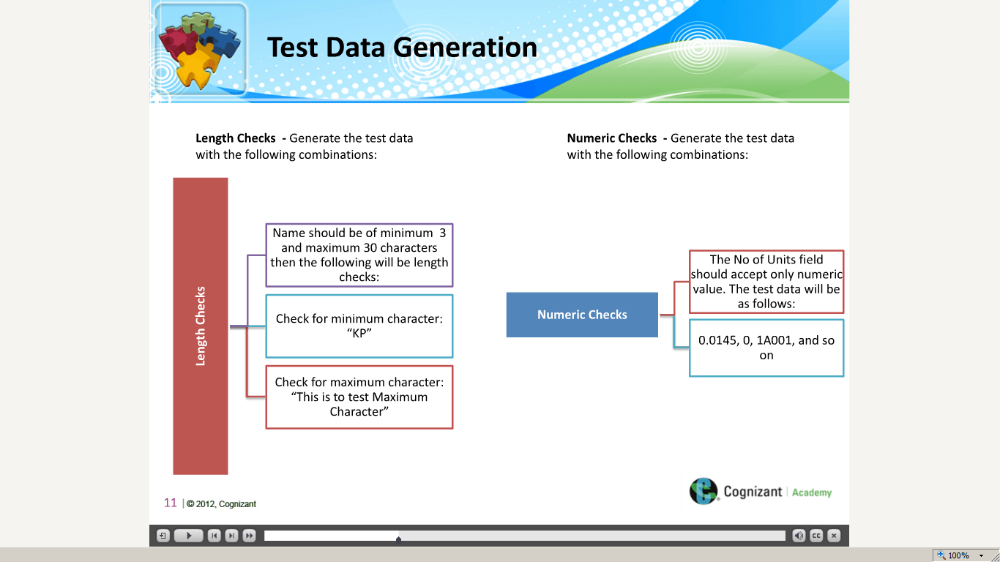 Test Data Generation
Length Checks - Generate the test data
with the following combinations:
Length Checks
Name should be of minimum 3
and maximum 30 characters
then the following will be length
checks:
Check for minimum character:
“KP”
Check for maximum character:
“This is to test Maximum
Character”
Numeric Checks - Generate the test data
with the following combinations:
Numeric Checks
The No of Units field
should accept only numeric
value. The test data will be
as follows:
0.0145, 0, 1A001, and so
on
11 | © 2012, Cognizant
Cognizant | Academy
CC
100%